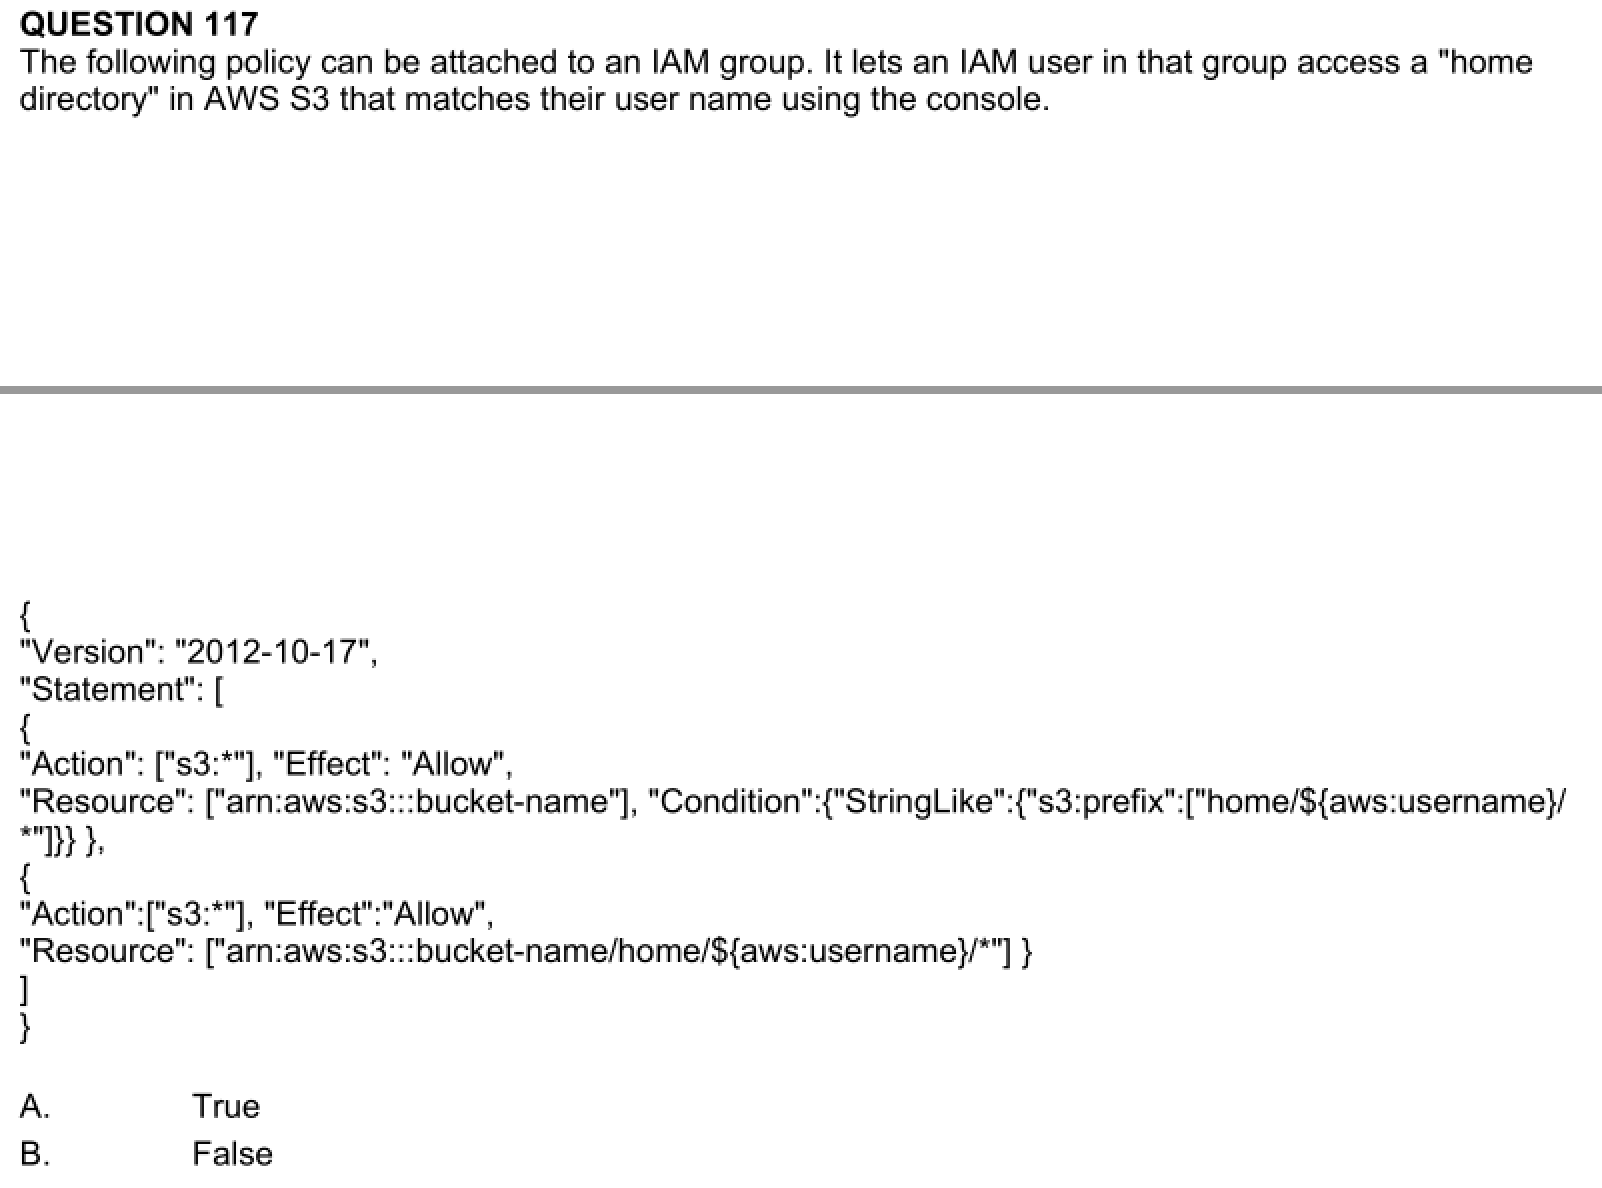 QUESTION 117
The following policy can be attached to an IAM group. It lets an IAM user in that group access a "home
directory" in AWS S3 that matches their user name using the console.
{
"Version": "2012-10-17",
"Statement": [
{
"Action": ["s3:*"], "Effect": "Allow",
"Resource": ["arn:aws:s3:::bucket-name"], "Condition":{"StringLike":{"s3:prefix":["home/${aws:username}/
*"]}} },
{
"Action":["s3:*"], "Effect":"Allow",
"Resource": ["arn:aws:s3:::bucket-name/home/${aws:username}/*"] }
]
}
A. True
B. False